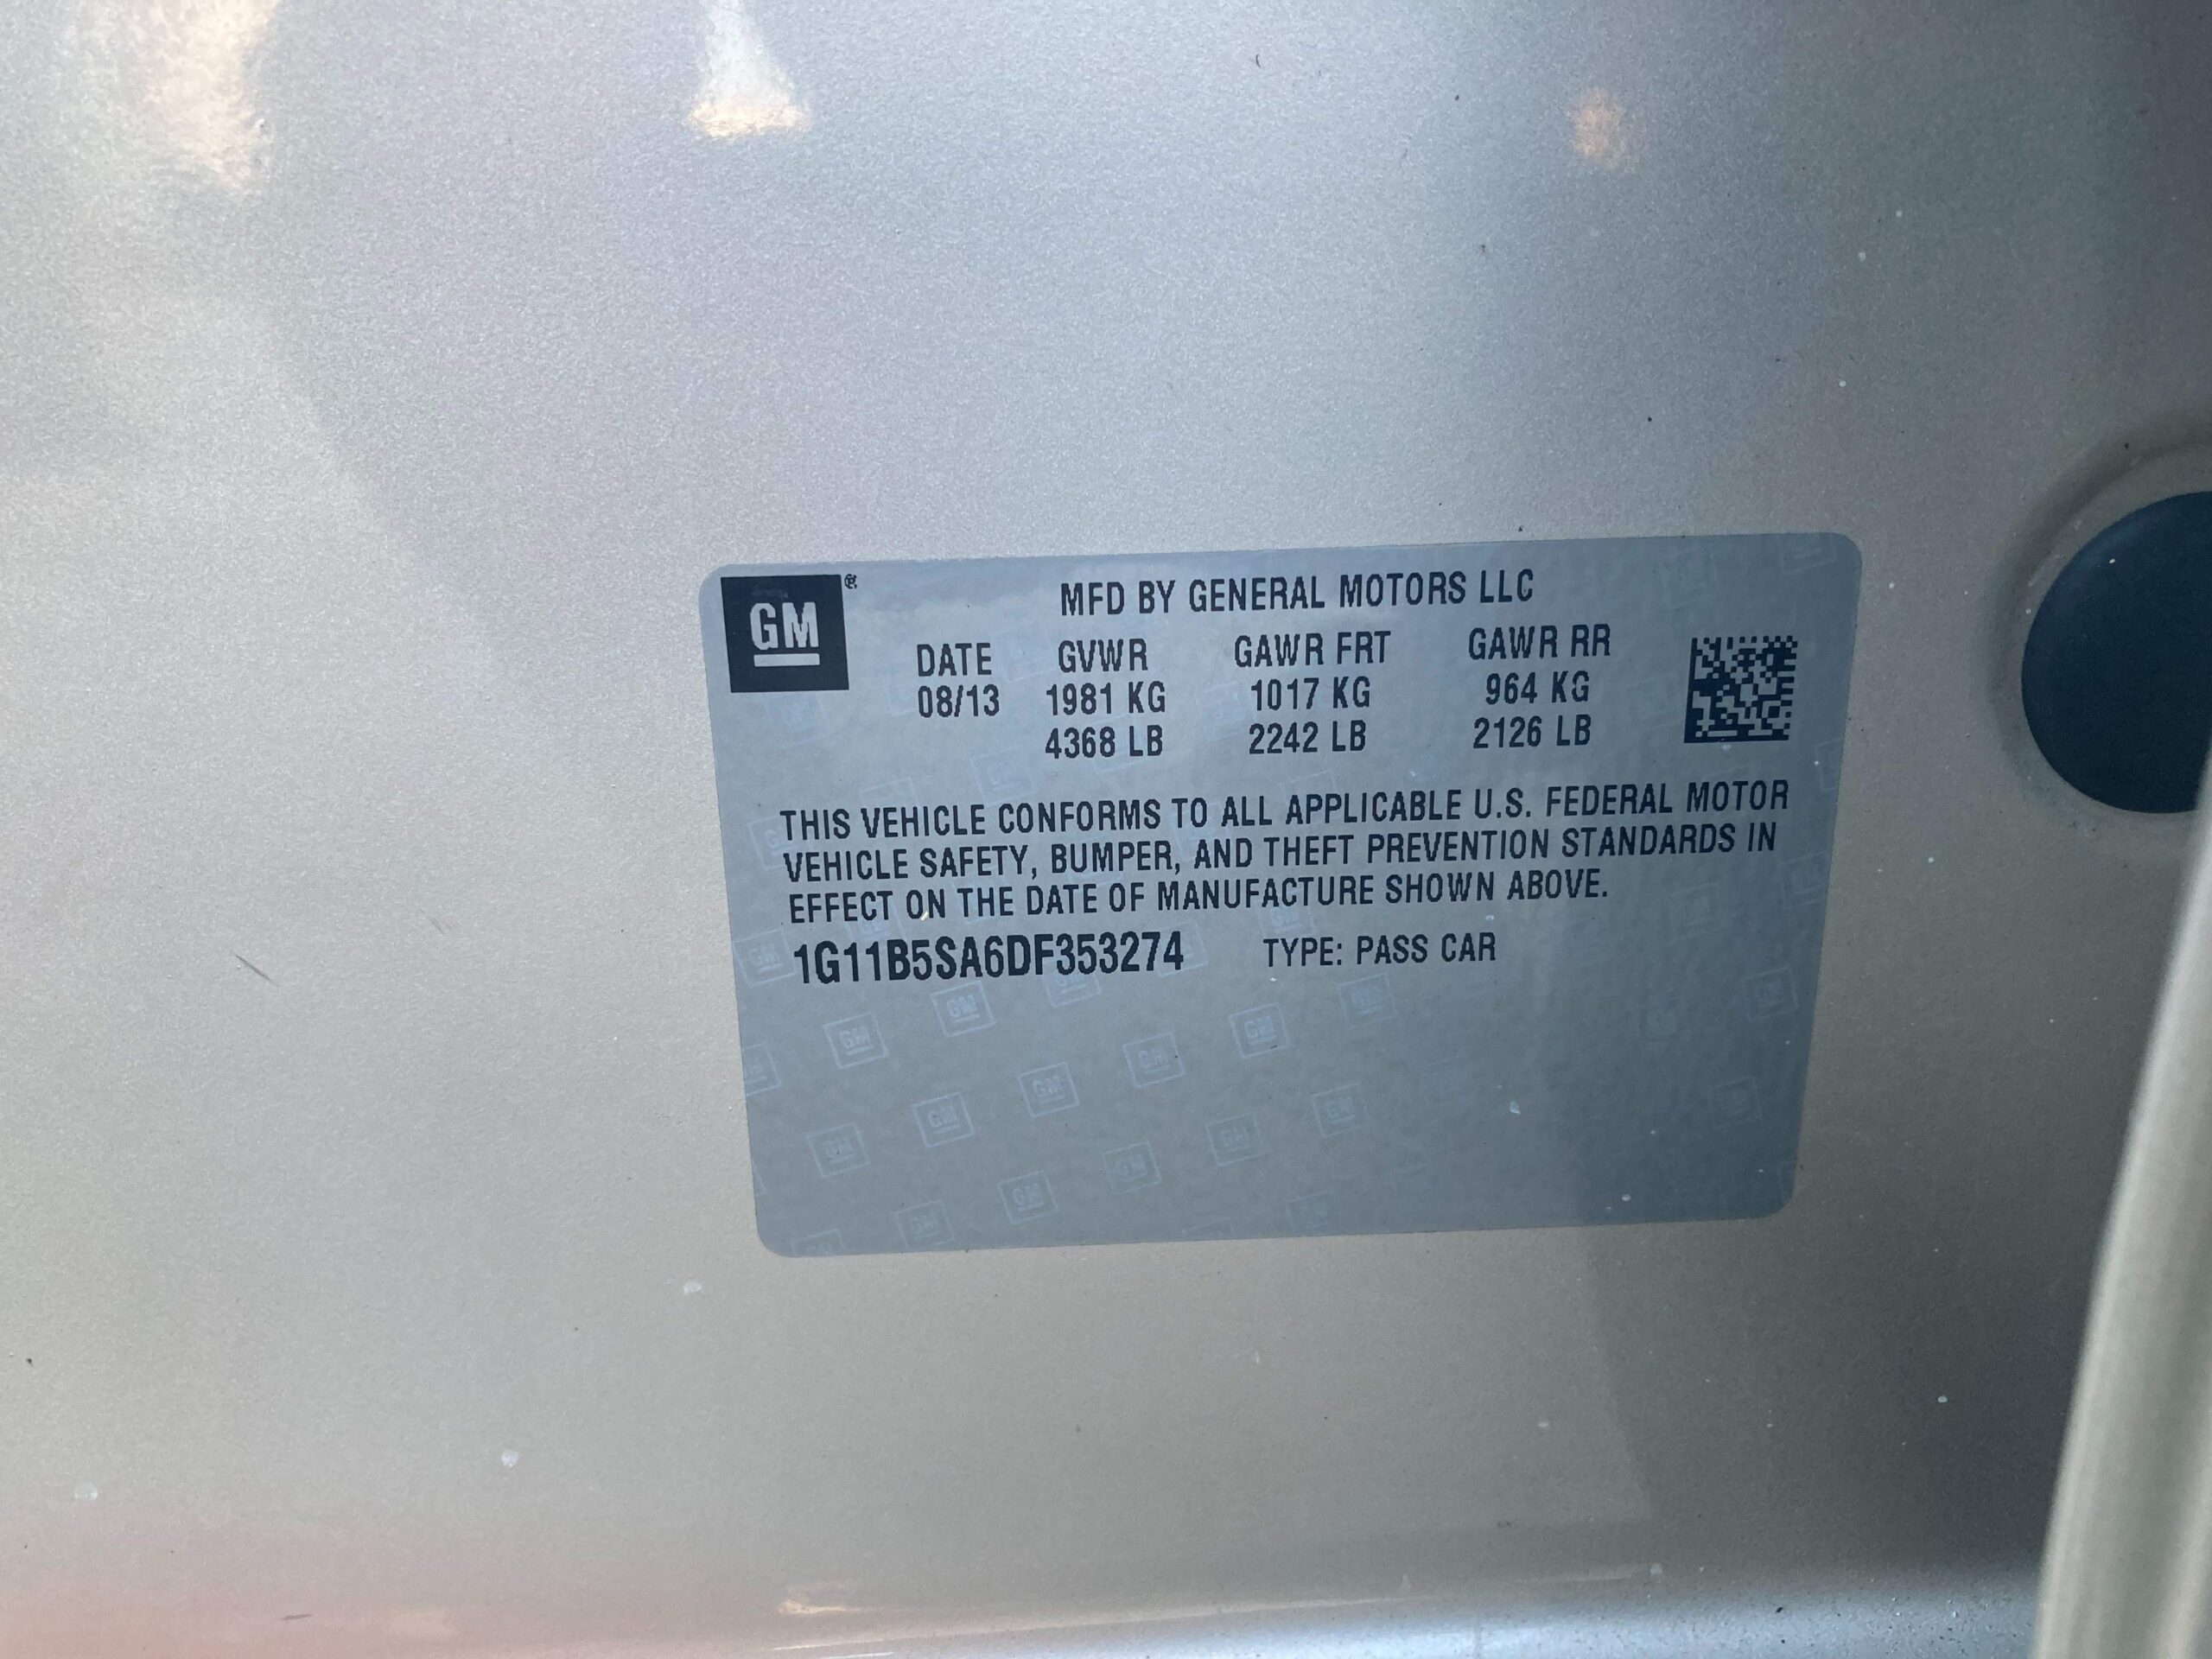 GM®
MFD BY GENERAL MOTORS LLC
DATE GVWR GAWR FRT GAWR RR
08/13 1981 KG 1017 KG 964 KG
4368 LB 2242 LB 2126 LB
THIS VEHICLE CONFORMS TO ALL APPLICABLE U.S. FEDERAL MOTOR
VEHICLE SAFETY, BUMPER, AND THEFT PREVENTION STANDARDS IN
EFFECT ON THE DATE OF MANUFACTURE SHOWN ABOVE.
1G11B5SA6DF353274 TYPE: PASS CAR